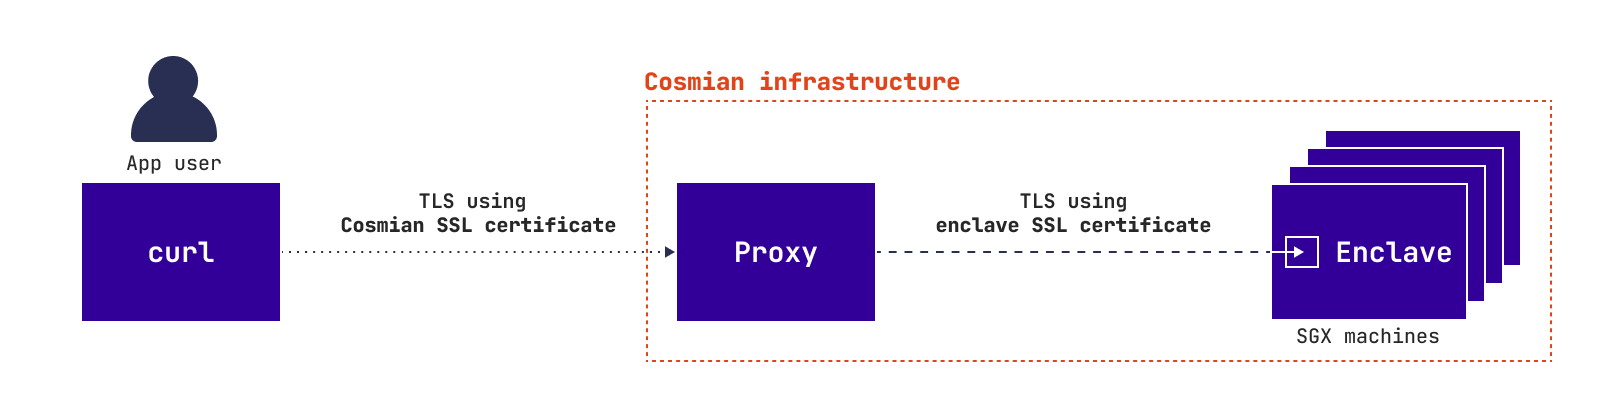 Cosmian infrastructure
App user
curl
TLS using
Cosmian SSL certificate
Proxy
TLS using
enclave SSL certificate
Enclave
SGX machines